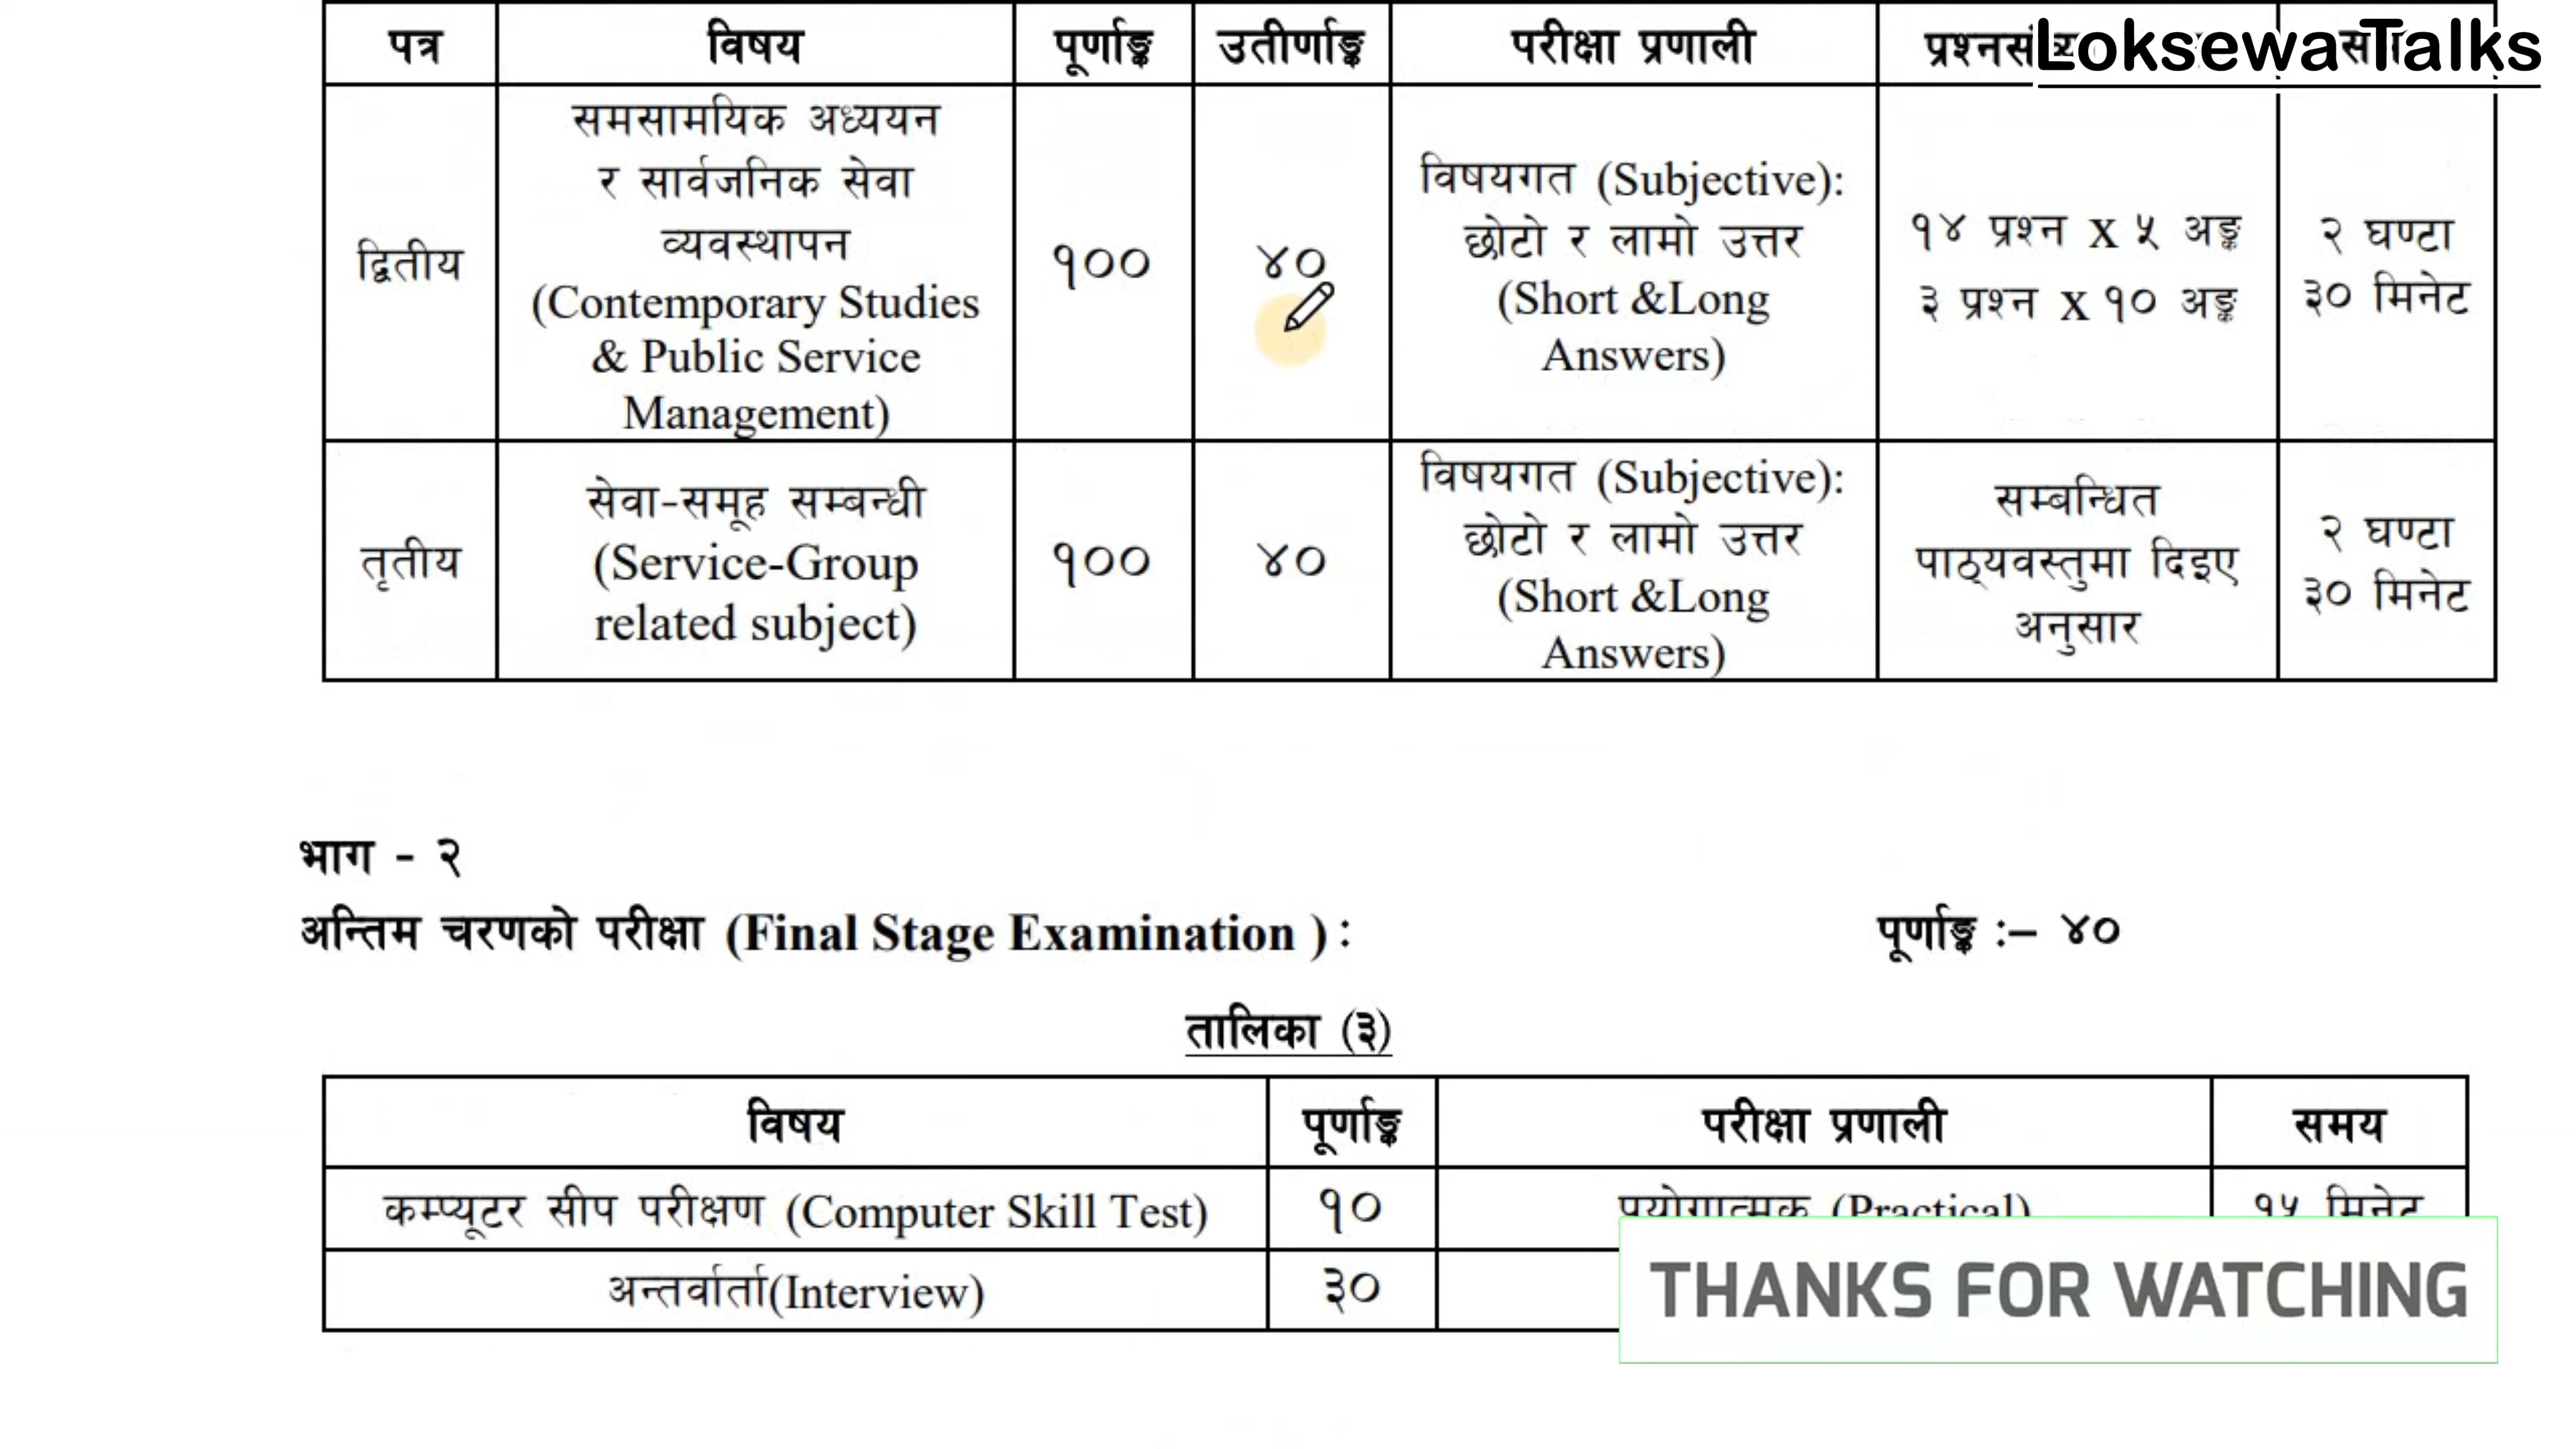 पत्र विषय पूर्णाङ्क उतीर्णाङ्क परीक्षा प्रणाली
LoksewaTalks
द्वितीय
समसामयिक अध्ययन
र सार्वजनिक सेवा
व्यवस्थापन
(Contemporary Studies
& Public Service
Management)
१००
४०
विषयगत (Subjective):
छोटो र लामो उत्तर
(Short &Long
Answers)
१४ प्रश्न X ५ अङ्क
३ प्रश्न X १० अङ्क
२ घण्टा
३० मिनेट
तृतीय
सेवा-समूह सम्बन्धी
(Service-Group
related subject)
१००
४०
विषयगत (Subjective):
छोटो र लामो उत्तर
(Short &Long
Answers)
सम्बन्धित
पाठ्यवस्तुमा दिइए
अनुसार
२ घण्टा
३० मिनेट
भाग - २
अन्तिम चरणको परीक्षा (Final Stage Examination ) : पूर्णाङ्क :– ४०
तालिका (३)
विषय पूर्णाङ्क परीक्षा प्रणाली समय
कम्प्यूटर सीप परीक्षण (Computer Skill Test) १० प्रयोगात्मक (Practical) १५ मिनेट
अन्तर्वार्ता(Interview) ३०
THANKS FOR WATCHING